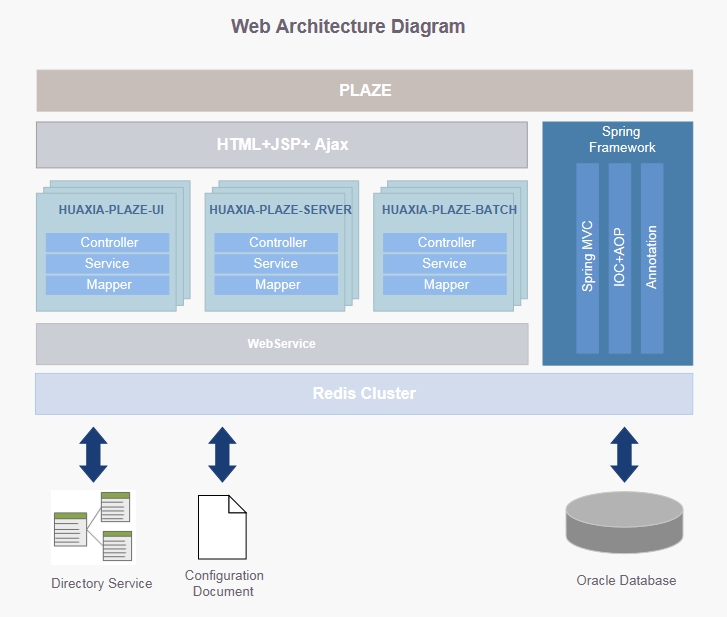 Web Architecture Diagram
PLAZE
HTML+JSP+ Ajax
Spring
Framework
HUAXIA-PLAZE-UI
Controller
Service
Mapper
HUAXIA-PLAZE-SERVER
Controller
Service
Mapper
HUAXIA-PLAZE-BATCH
Controller
Service
Mapper
Spring MVC
IOC+AOP
Annotation
WebService
Redis Cluster
Directory Service
Configuration
Document
Oracle Database